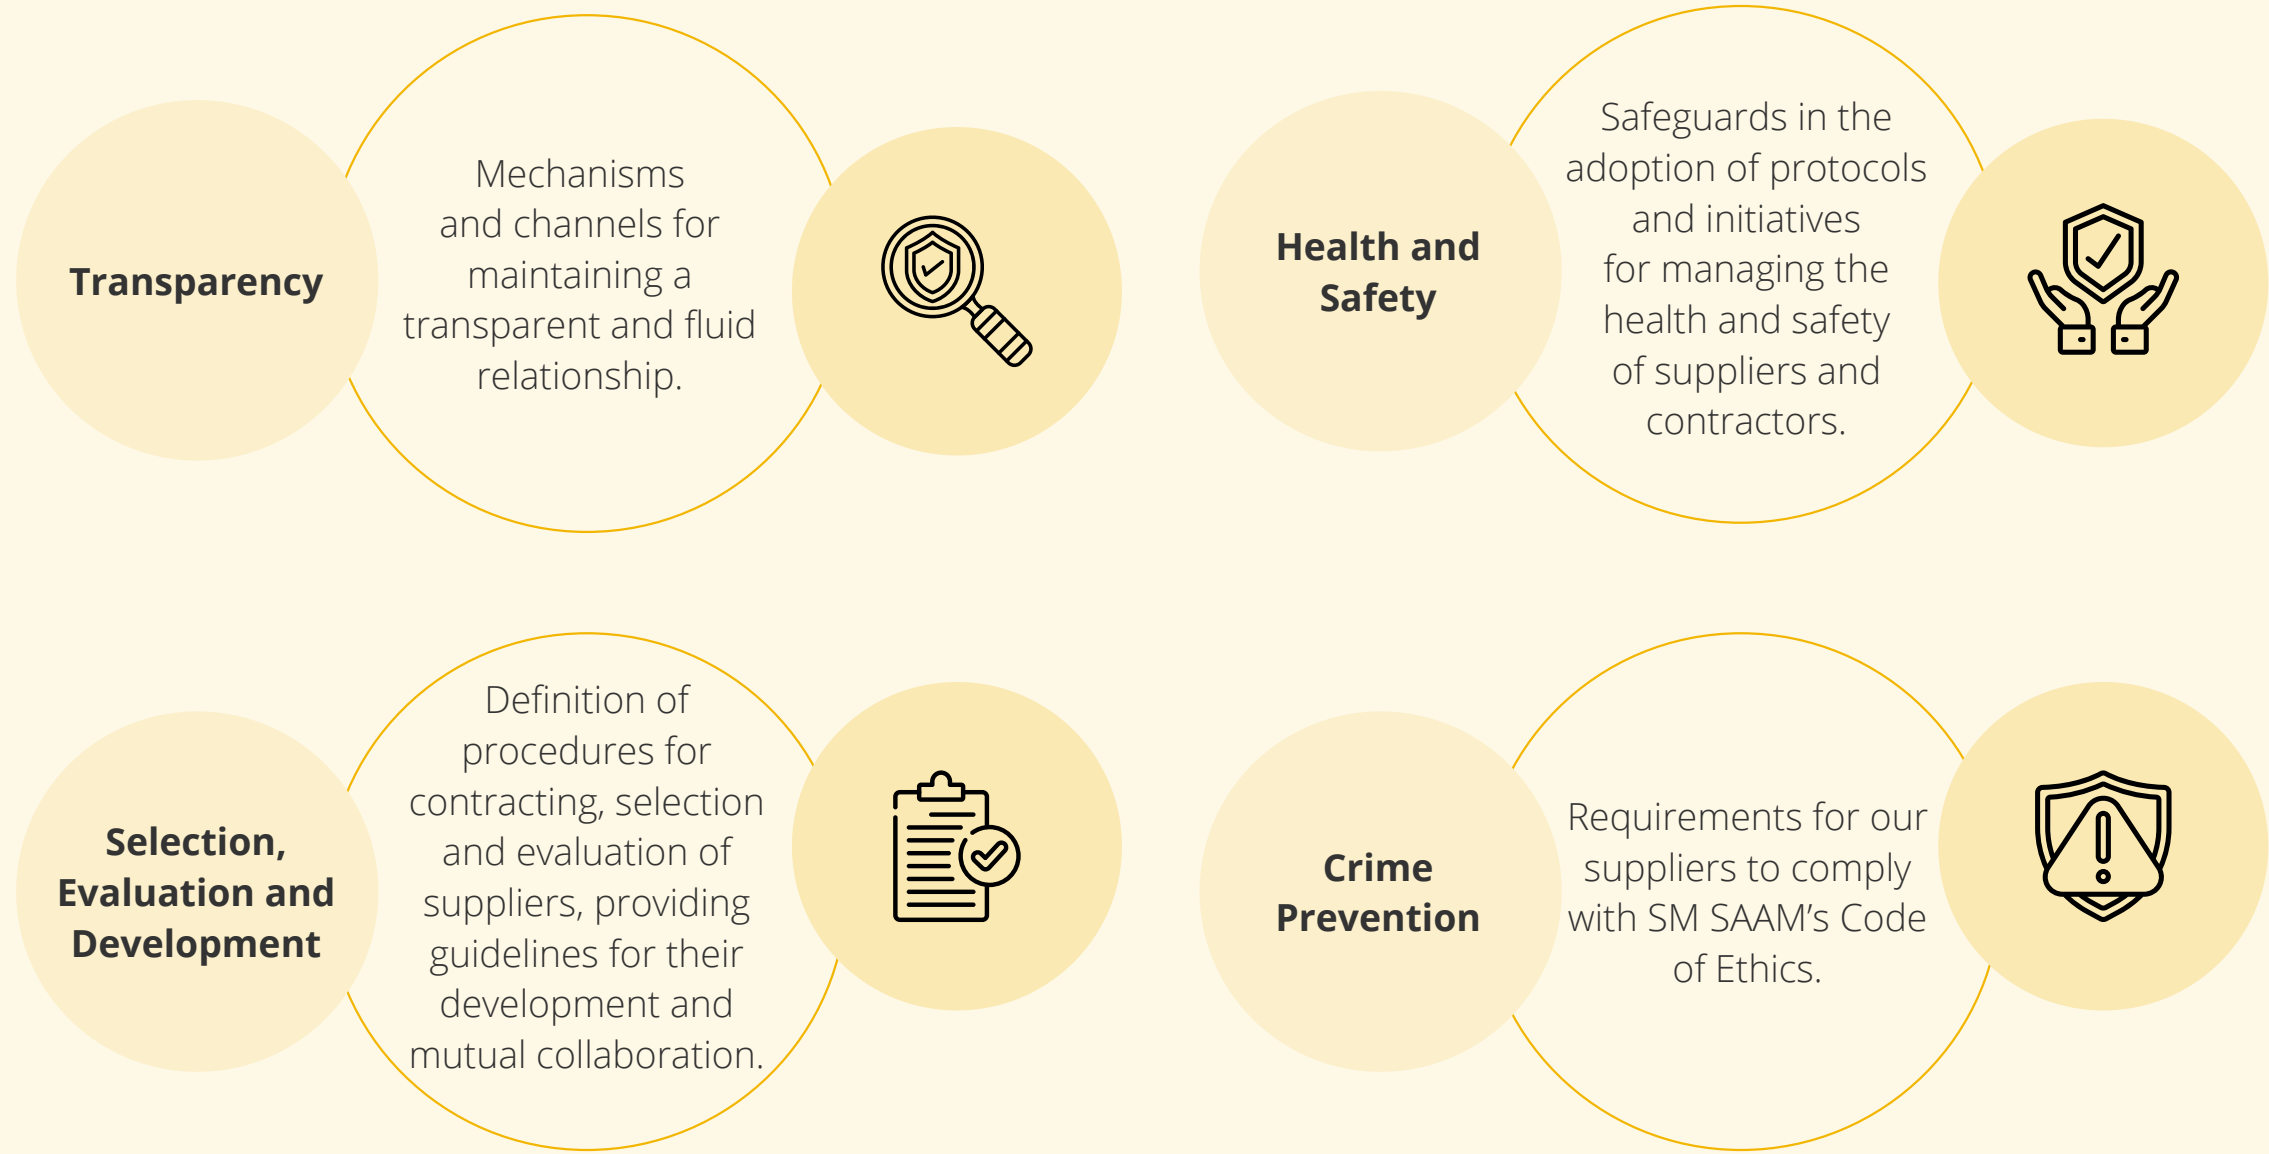 Transparency
Mechanisms
and channels for
maintaining a
transparent and fluid
relationship.
Health and
Safety
Safeguards in the
adoption of protocols
and initiatives
for managing the
health and safety
of suppliers and
contractors.
Selection,
Evaluation and
Development
Definition of
procedures for
contracting, selection
and evaluation of
suppliers, providing
guidelines for their
development and
mutual collaboration.
Crime
Prevention
Requirements for our
suppliers to comply
with SM SAAM’s Code
of Ethics.